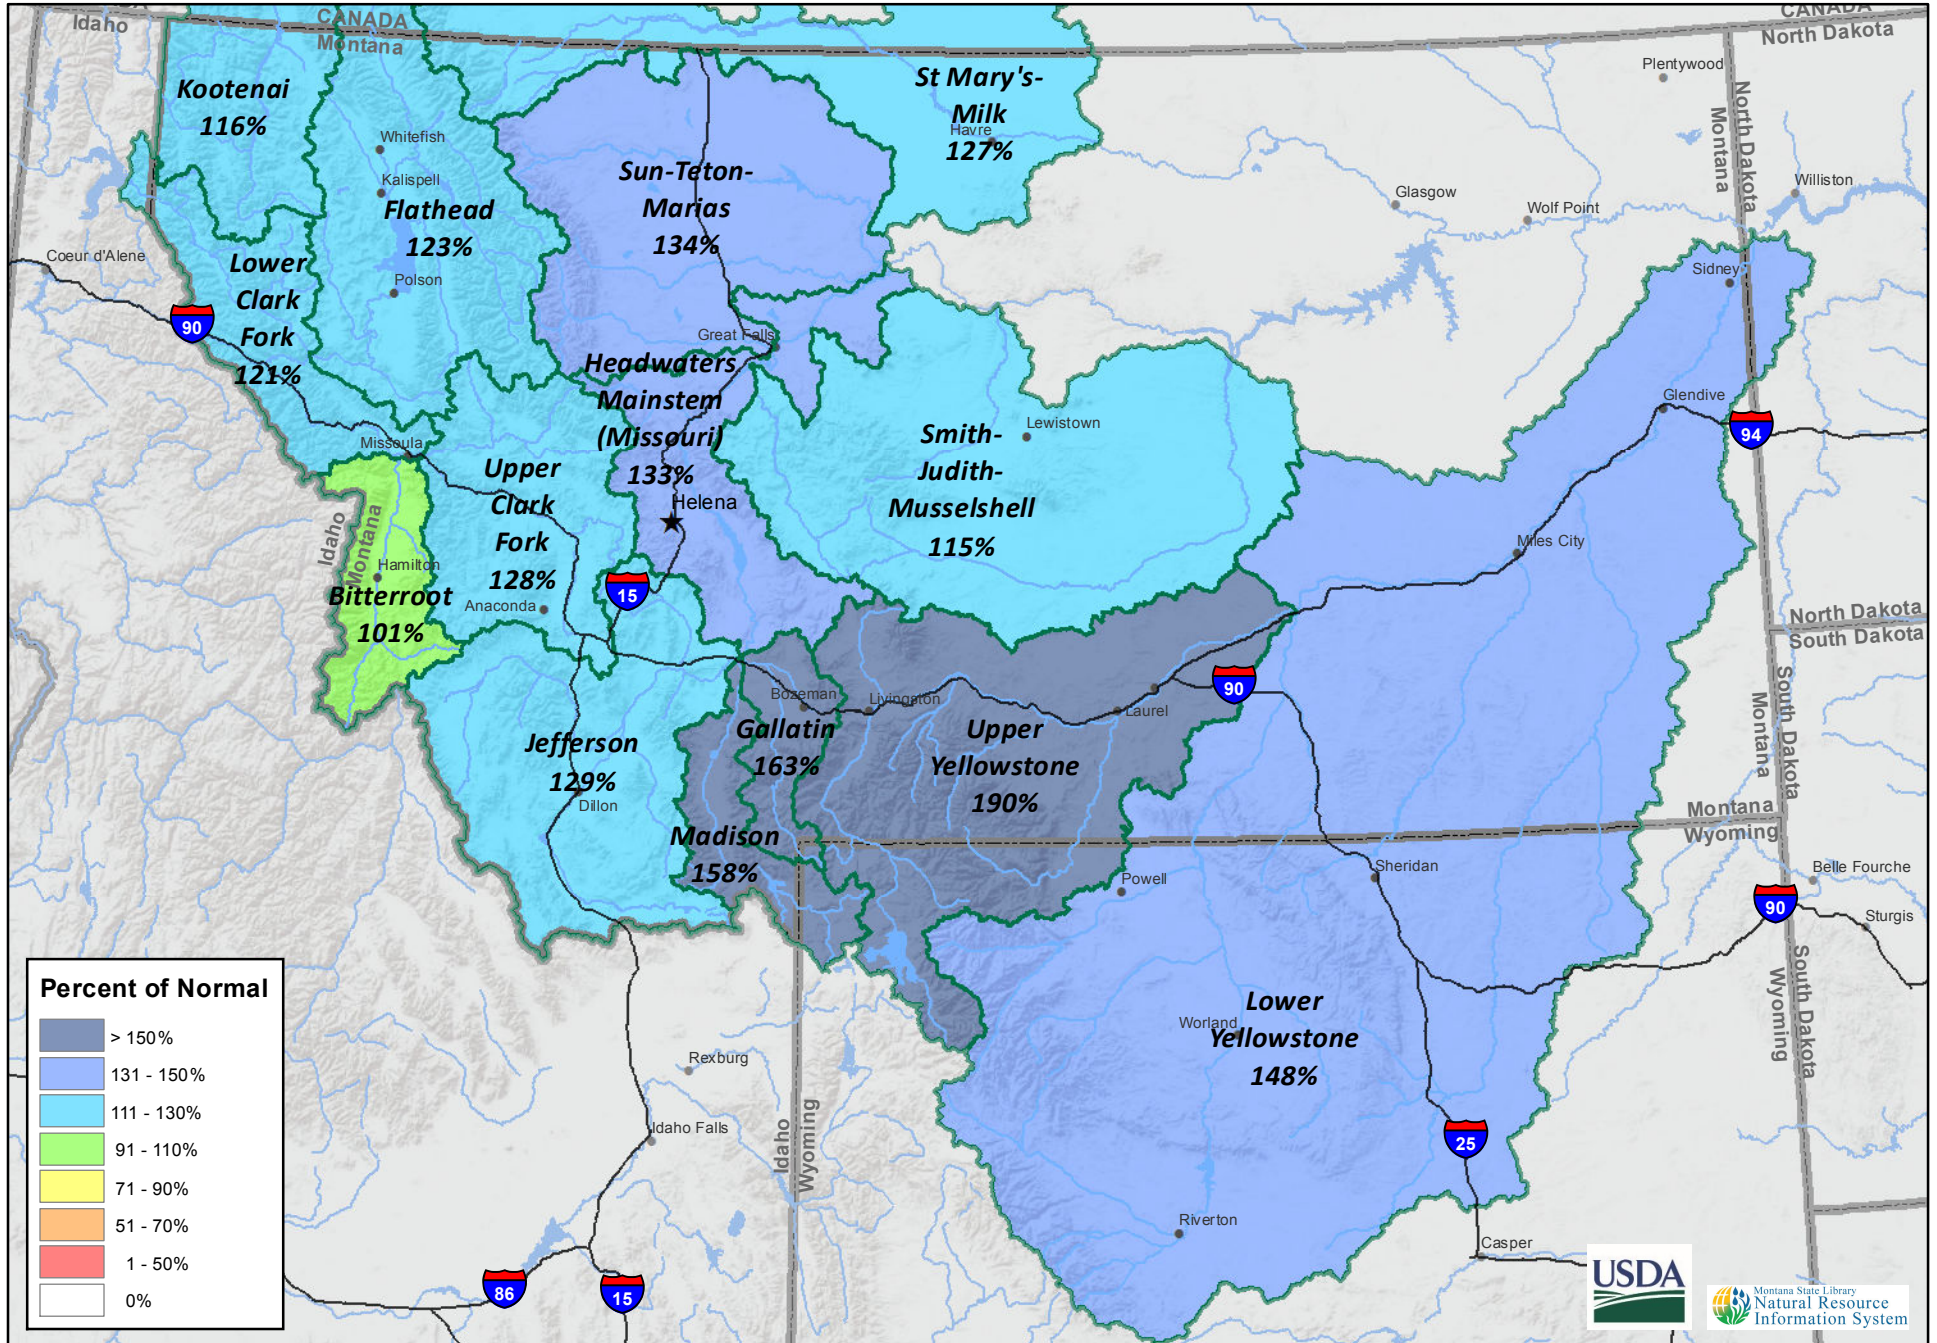 CANADA
Idaho
CANADA
Montana
CANADA
North Dakota
Kootenai
116%
Whitefish
Kalispell
Flathead
123%
Polson
Sun-Teton-
Marias
134%
St Mary's-
Milk
Havre
127%
Plentywood
North Dakota
Montana
Williston
Glasgow
Wolf Point
Sidney
Coeur d'Alene
90
Lower
Clark
Fork
121%
Great Falls
Headwaters
Mainstem
(Missouri)
133%
Helena
Lewistown
Smith-
Judith-
Musselshell
115%
Glendive
94
Missoula
Upper
Clark
Fork
128%
Anaconda
15
Idaho
Montana
Hamilton
Bitterroot
101%
Miles City
North Dakota
South Dakota
Bozeman
Livingston
Laurel
90
Gallatin
163%
Upper
Yellowstone
190%
Jefferson
129%
Dillon
Madison
158%
South Dakota
Montana
Montana
Wyoming
Powell
Sheridan
Belle Fourche
90
Sturgis
South Dakota
Wyoming
Lower
Worland
Yellowstone
148%
Rexburg
Idaho Falls
Idaho
Wyoming
25
Riverton
Casper
86
15
Percent of Normal
> 150%
131 - 150%
111 - 130%
91 - 110%
71 - 90%
51 - 70%
1 - 50%
0%
USDA
Montana State Library
Natural Resource
Information System